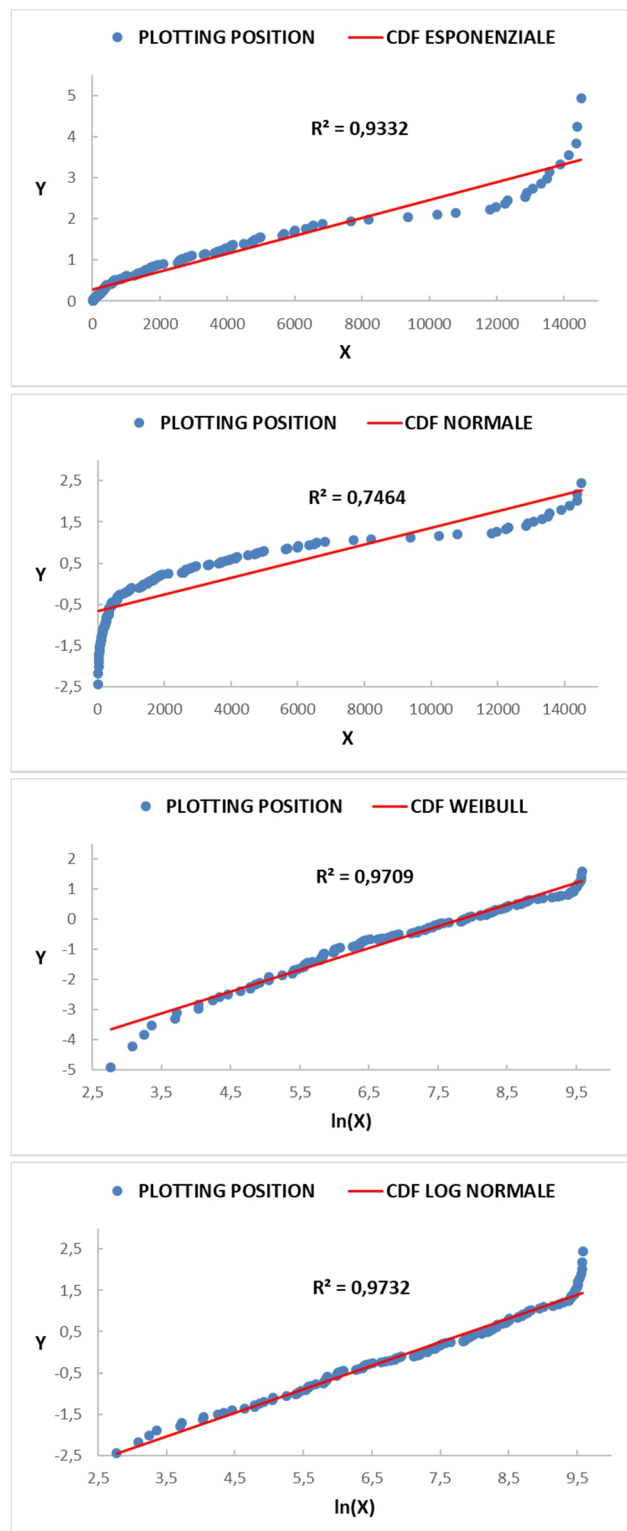 PLOTTING POSITION CDF ESPONENZIALE
5
R² = 0,9332
4
Y
3
2
1
0
0 2000 4000 6000 8000 10000 12000 14000
X
PLOTTING POSITION CDF NORMALE
2,5
R² = 0,7464
1,5
Y
0,5
-0,5
-1,5
-2,5
0 2000 4000 6000 8000 10000 12000 14000
X
PLOTTING POSITION CDF WEIBULL
2
R² = 0,9709
1
0
Y
-1
-2
-3
-4
-5
2,5 3,5 4,5 5,5 6,5 7,5 8,5 9,5
ln(X)
PLOTTING POSITION CDF LOG NORMALE
2,5
R² = 0,9732
1,5
Y
0,5
-0,5
-1,5
-2,5
2,5 3,5 4,5 5,5 6,5 7,5 8,5 9,5
ln(X)